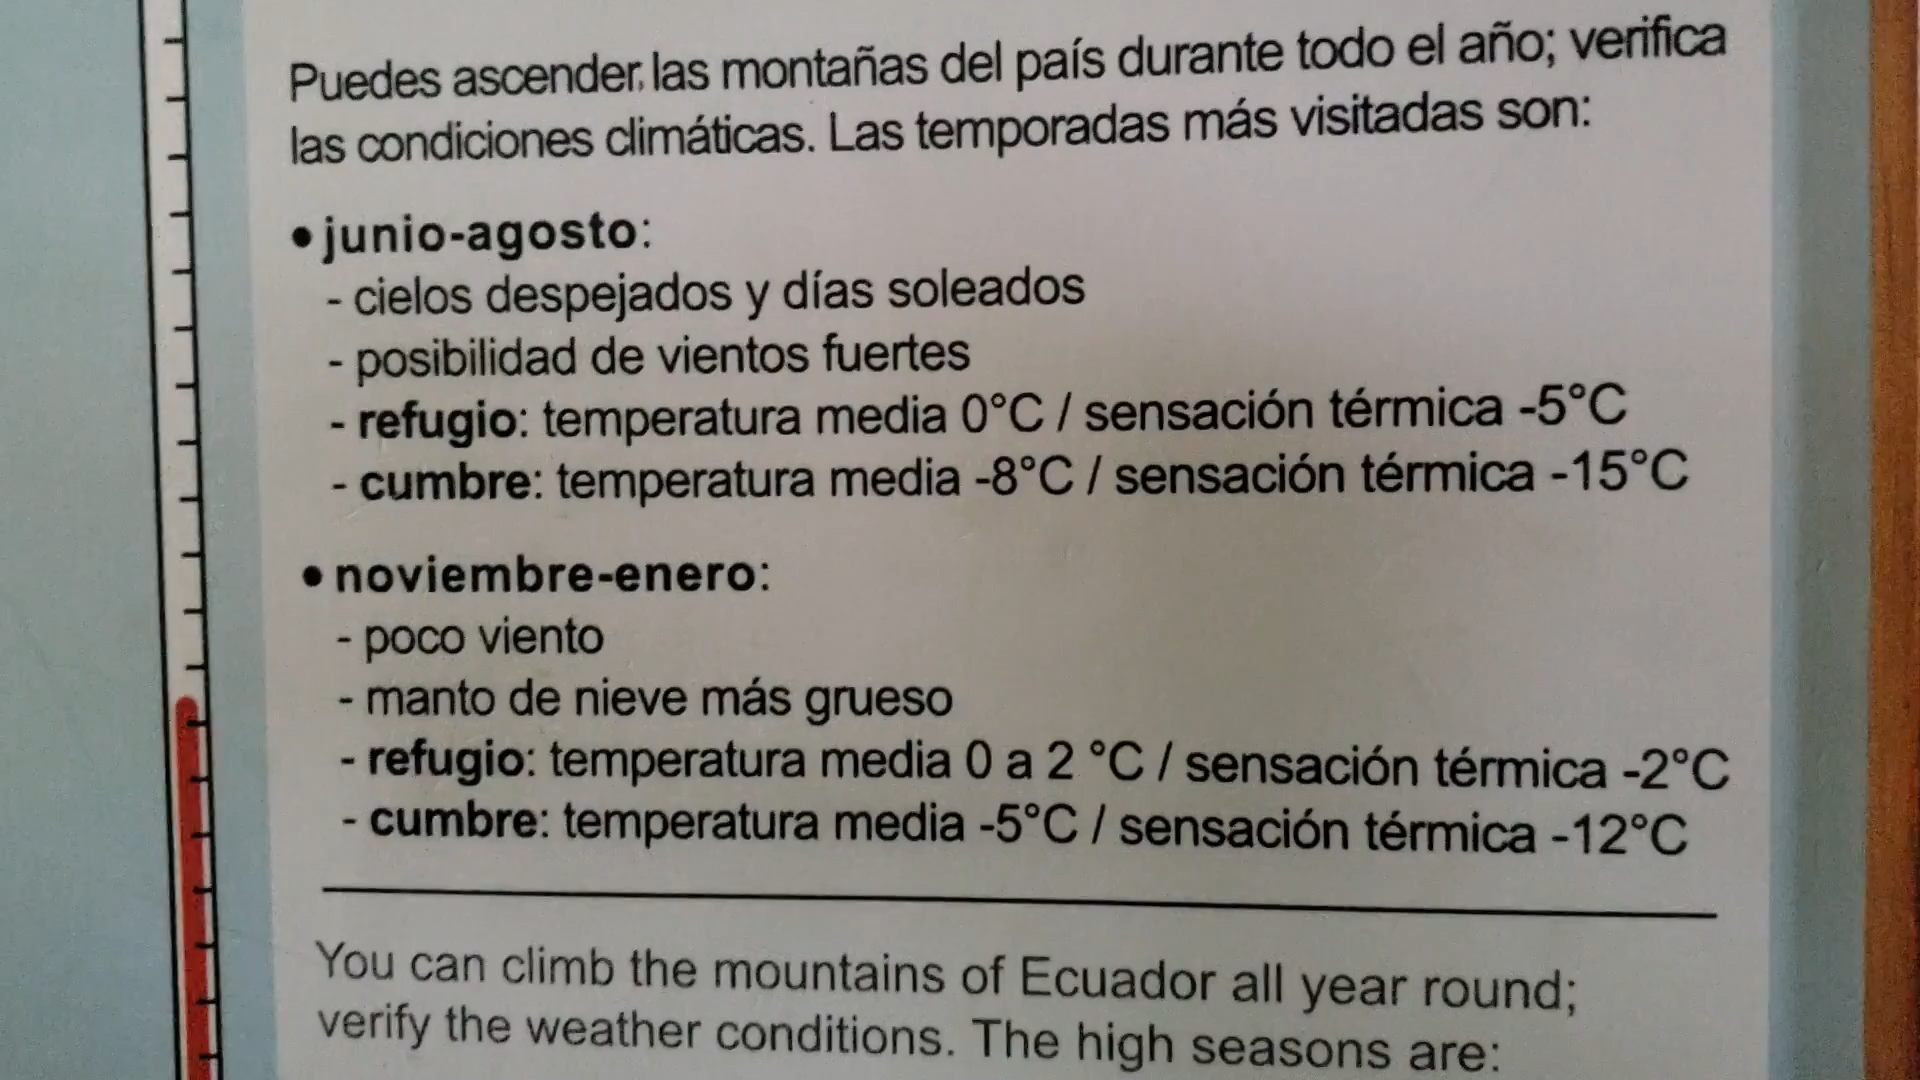 Puedes ascender las montañas del país durante todo el año; verifica
las condiciones climáticas. Las temporadas más visitadas son:
• junio-agosto:
- cielos despejados y días soleados
- posibilidad de vientos fuertes
- refugio: temperatura media 0°C / sensación térmica -5°C
- cumbre: temperatura media -8°C / sensación térmica -15°C
• noviembre-enero:
- poco viento
- manto de nieve más grueso
- refugio: temperatura media 0 a 2 °C / sensación térmica -2°C
- cumbre: temperatura media -5°C / sensación térmica -12°C
You can climb the mountains of Ecuador all year round;
verify the weather conditions. The high seasons are: